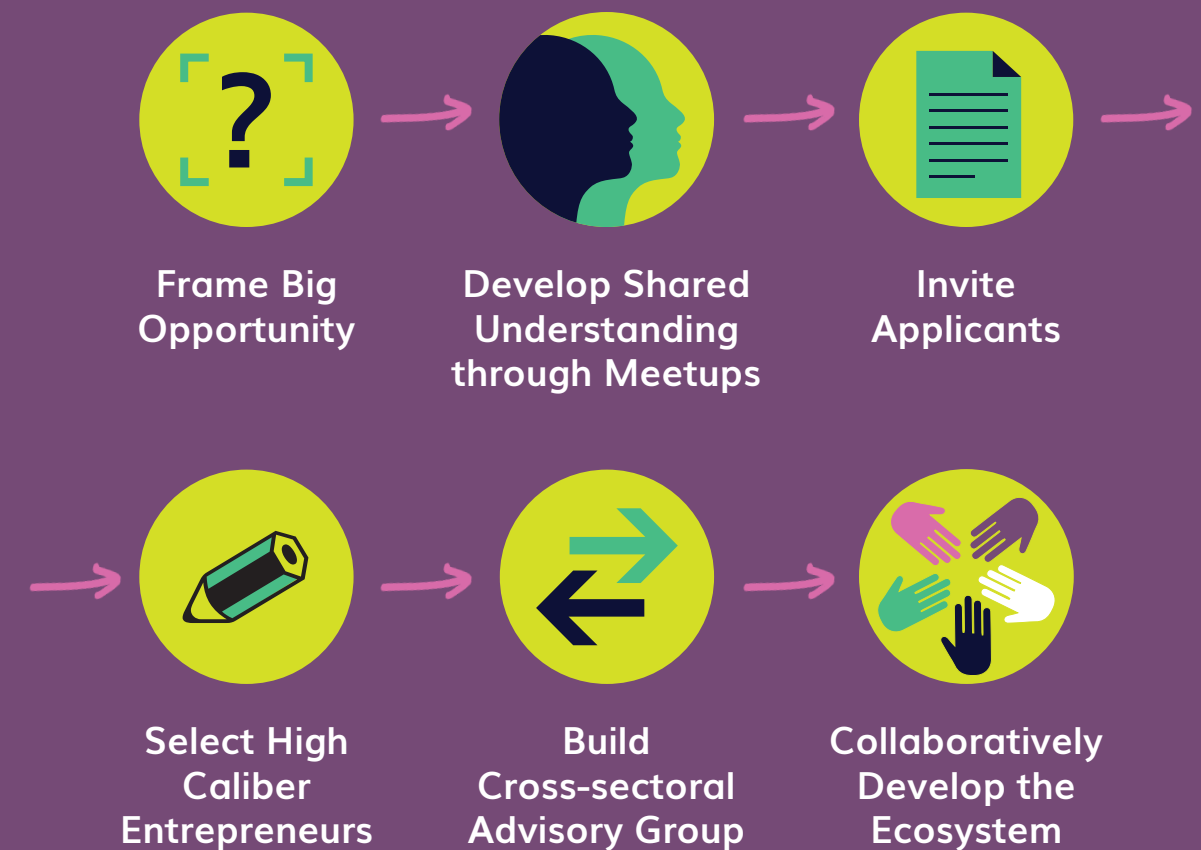 ?
Frame Big
Opportunity
Develop Shared
Understanding
through Meetups
Invite
Applicants
Select High
Caliber
Entrepreneurs
Build
Cross-sectoral
Advisory Group
Collaboratively
Develop the
Ecosystem